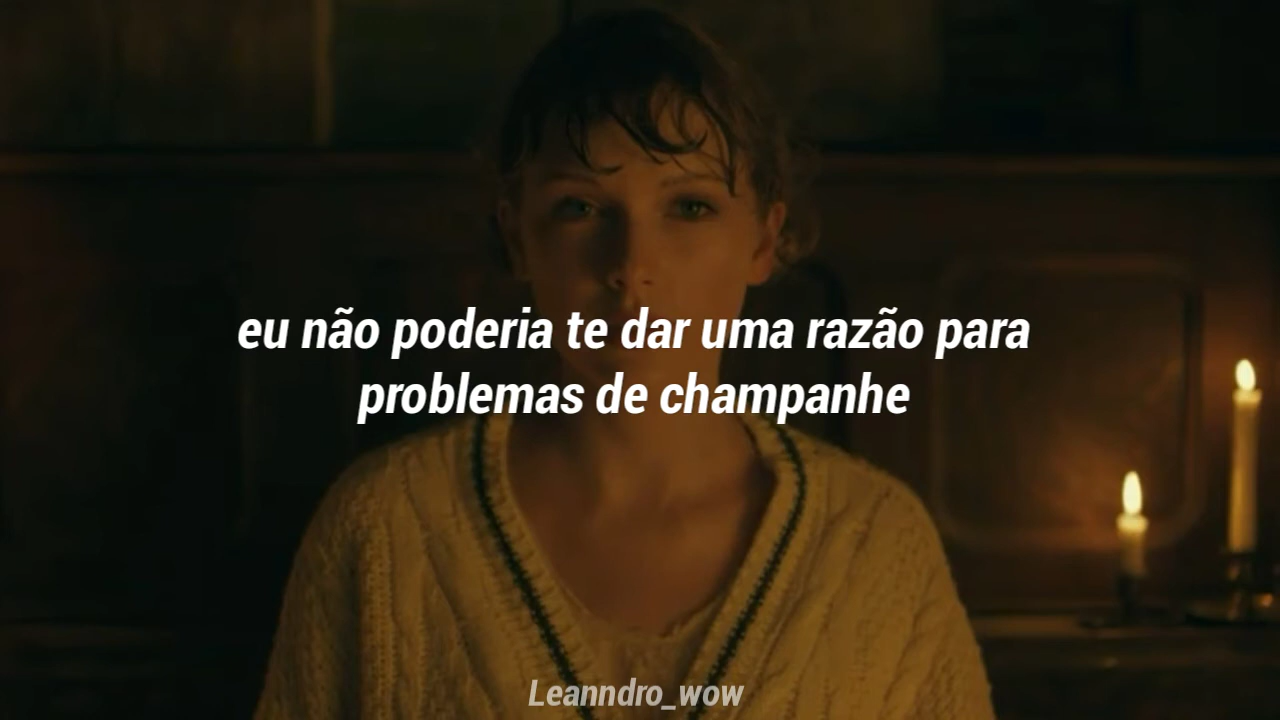 eu não poderia te dar uma razão para
problemas de champanhe
Leanndro_wow